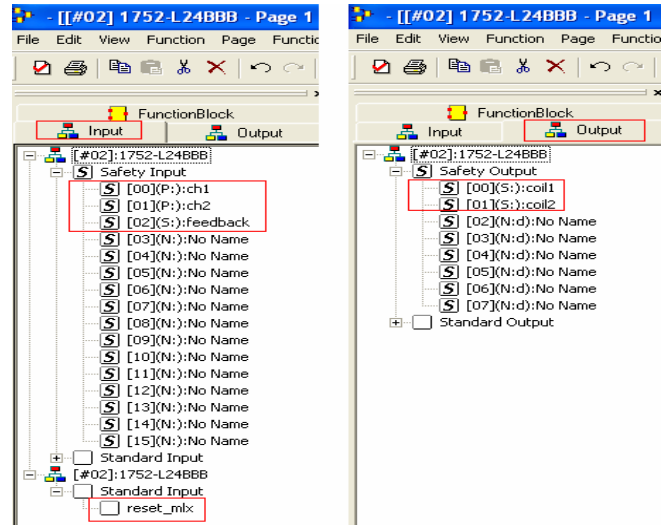 - [[#02] 1752-L24BBB - Page 1
File Edit View Function Page Functio
FunctionBlock
Input Output
[#02]:1752-L24BBB
Safety Input
S [00](P:):ch1
S [01](P:):ch2
S [02](S:):feedback
S [03](N:):No Name
S [04](N:):No Name
S [05](N:):No Name
S [06](N:):No Name
S [07](N:):No Name
S [08](N:):No Name
S [09](N:):No Name
S [10](N:):No Name
S [11](N:):No Name
S [12](N:):No Name
S [13](N:):No Name
S [14](N:):No Name
S [15](N:):No Name
Standard Input
[#02]:1752-L24BBB
Standard Input
reset_mlx
- [[#02] 1752-L24BBB - Page 1
File Edit View Function Page Functio
FunctionBlock
Input Output
[#02]:1752-L24BBB
S Safety Output
S [00](S:):coil1
S [01](S:):coil2
S [02](N:d):No Name
S [03](N:d):No Name
S [04](N:d):No Name
S [05](N:d):No Name
S [06](N:d):No Name
S [07](N:d):No Name
Standard Output